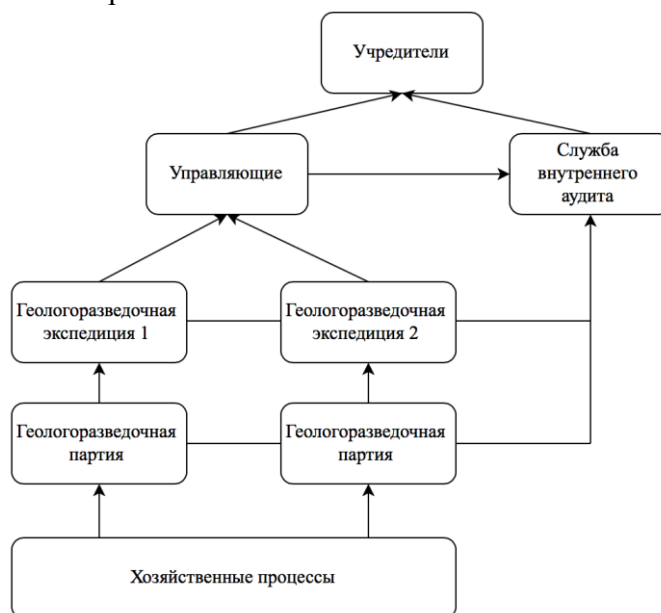 Учредители
Управляющие
Служба
внутреннего
аудита
Геологоразведочная
экспедиция 1
Геологоразведочная
экспедиция 2
Геологоразведочная
партия
Геологоразведочная
партия
Хозяйственные процессы